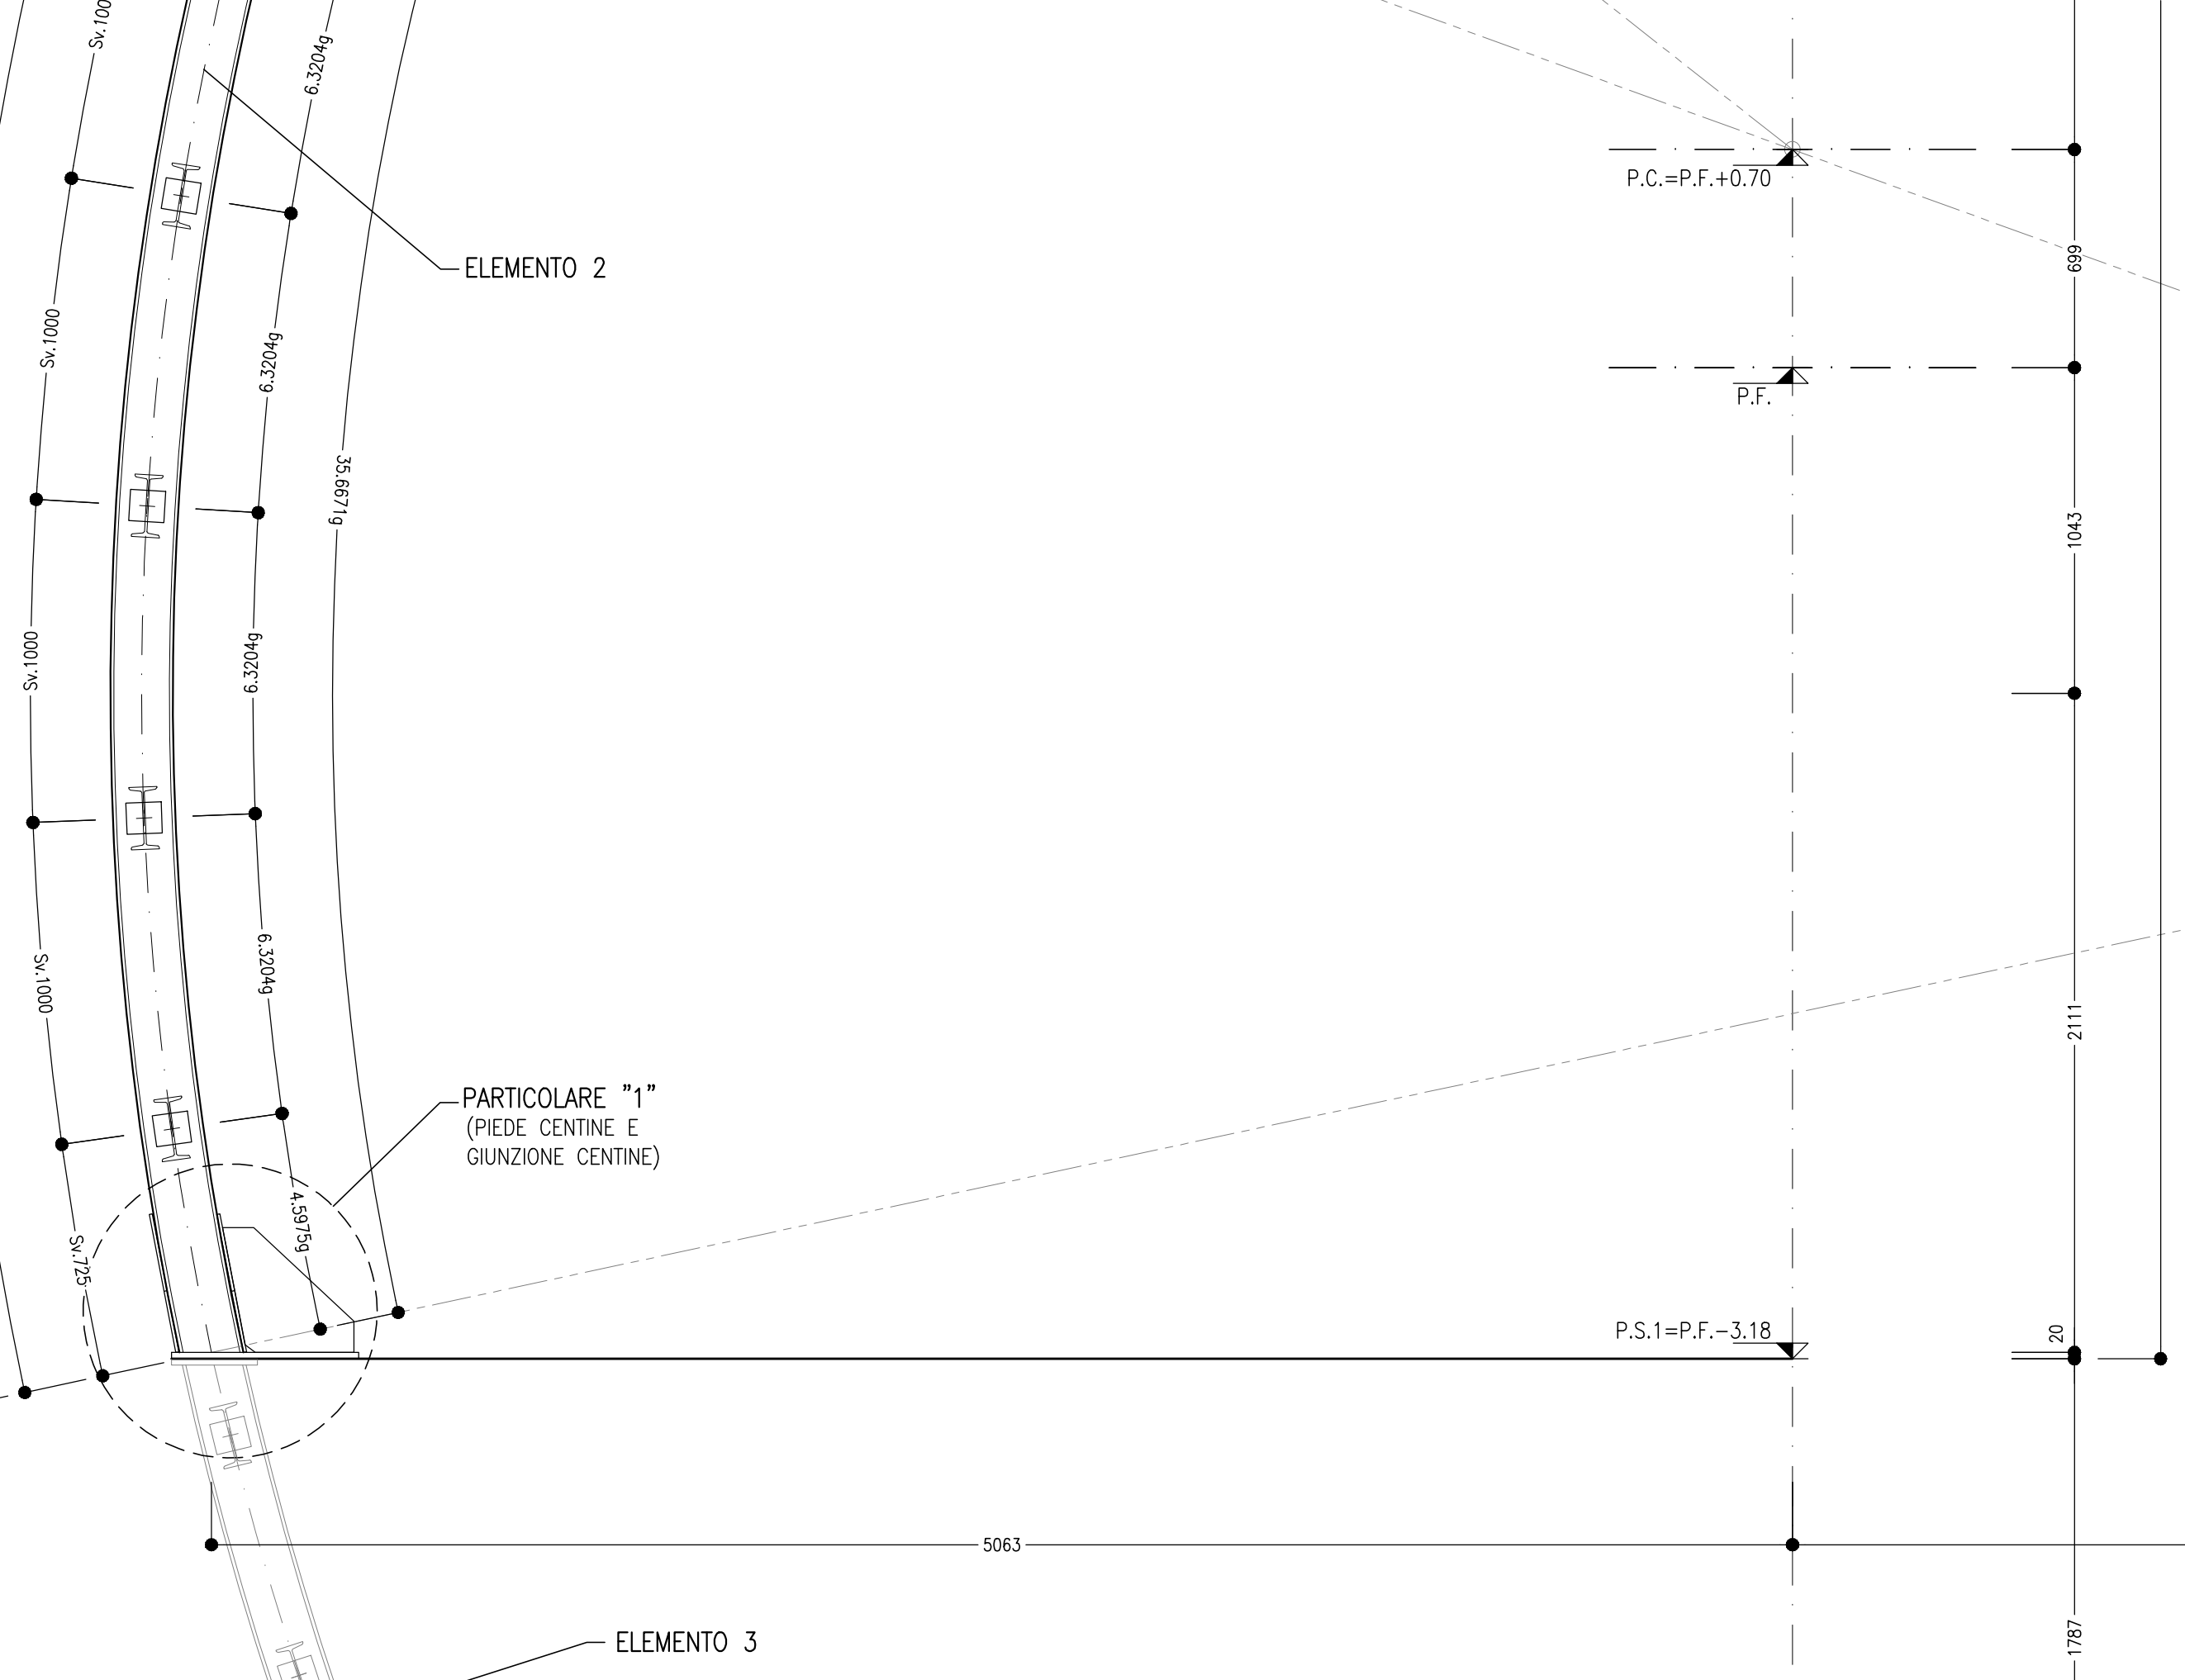 Sv.100
6.3204g
P.C.=P.F.+0.70
699
ELEMENTO 2
Sv.1000
6.3204g
P.F.
35.6671g
1043
Sv.1000
6.3204g
Sv.1000
6.3204g
2111
PARTICOLARE "1"
(PIEDE CENTINE E
GIUNZIONE CENTINE)
4.5975g
Sv.725
P.S.1=P.F.-3.18
20
5063
ELEMENTO 3
1787